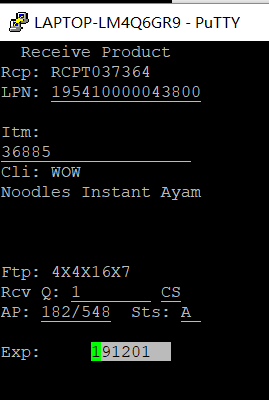 LAPTOP-LM4Q6GR9 - PuTTY
Receive Product
Rcp: RCPT037364
LPN: 195410000043800
Itm:
36885
Cli: WOW
Noodles Instant Ayam
Ftp: 4X4X16X7
Rcv Q: 1 CS
AP: 182/548 Sts: A
Exp: 191201